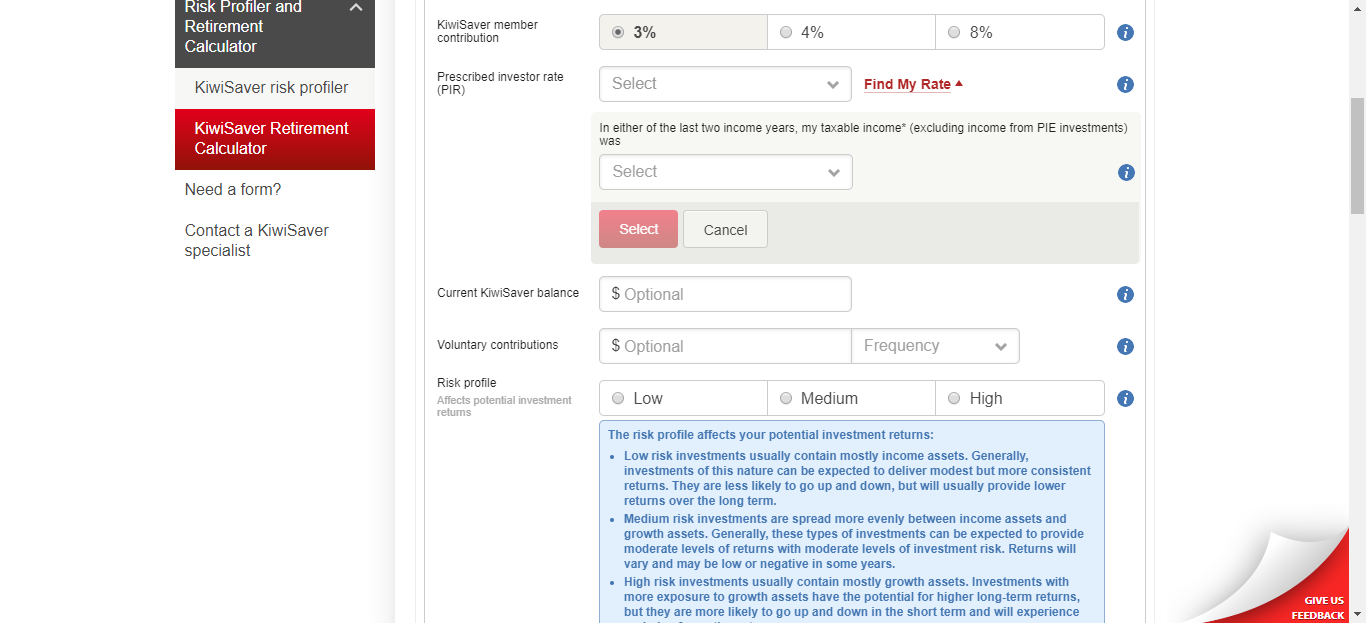 Risk Profiler and
Retirement
Calculator
KiwiSaver risk profiler
KiwiSaver Retirement
Calculator
Need a form?
Contact a KiwiSaver
specialist
KiwiSaver member
contribution
3%
4%
8%
Prescribed investor rate
(PIR)
Select
Find My Rate
In either of the last two income years, my taxable income* (excluding income from PIE investments)
was
Select
Select
Cancel
Current KiwiSaver balance
$ Optional
Voluntary contributions
$ Optional
Frequency
Risk profile
Affects potential investment
returns
Low
Medium
High
The risk profile affects your potential investment returns:
• Low risk investments usually contain mostly income assets. Generally,
investments of this nature can be expected to deliver modest but more consistent
returns. They are less likely to go up and down, but will usually provide lower
returns over the long term.
• Medium risk investments are spread more evenly between income assets and
growth assets. Generally, these types of investments can be expected to provide
moderate levels of returns with moderate levels of investment risk. Returns will
vary and may be low or negative in some years.
• High risk investments usually contain mostly growth assets. Investments with
more exposure to growth assets have the potential for higher long-term returns,
but they are more likely to go up and down in the short term and will experience
GIVE US
FEEDBACK